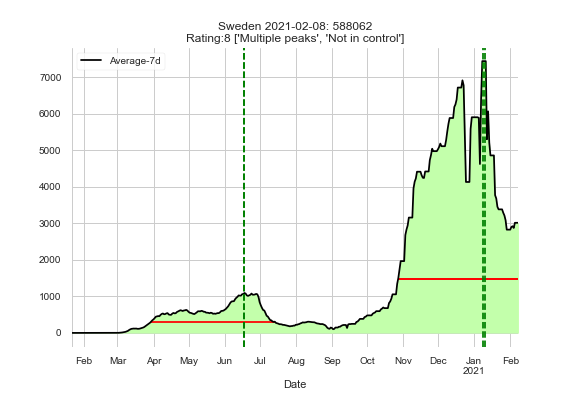 Sweden 2021-02-08: 588062
Rating:8 ['Multiple peaks', 'Not in control']
Average-7d
7000
6000
5000
4000
3000
2000
1000
0
Feb Mar Apr May Jun Jul Aug Sep Oct Nov Dec Jan Feb
2021
Date